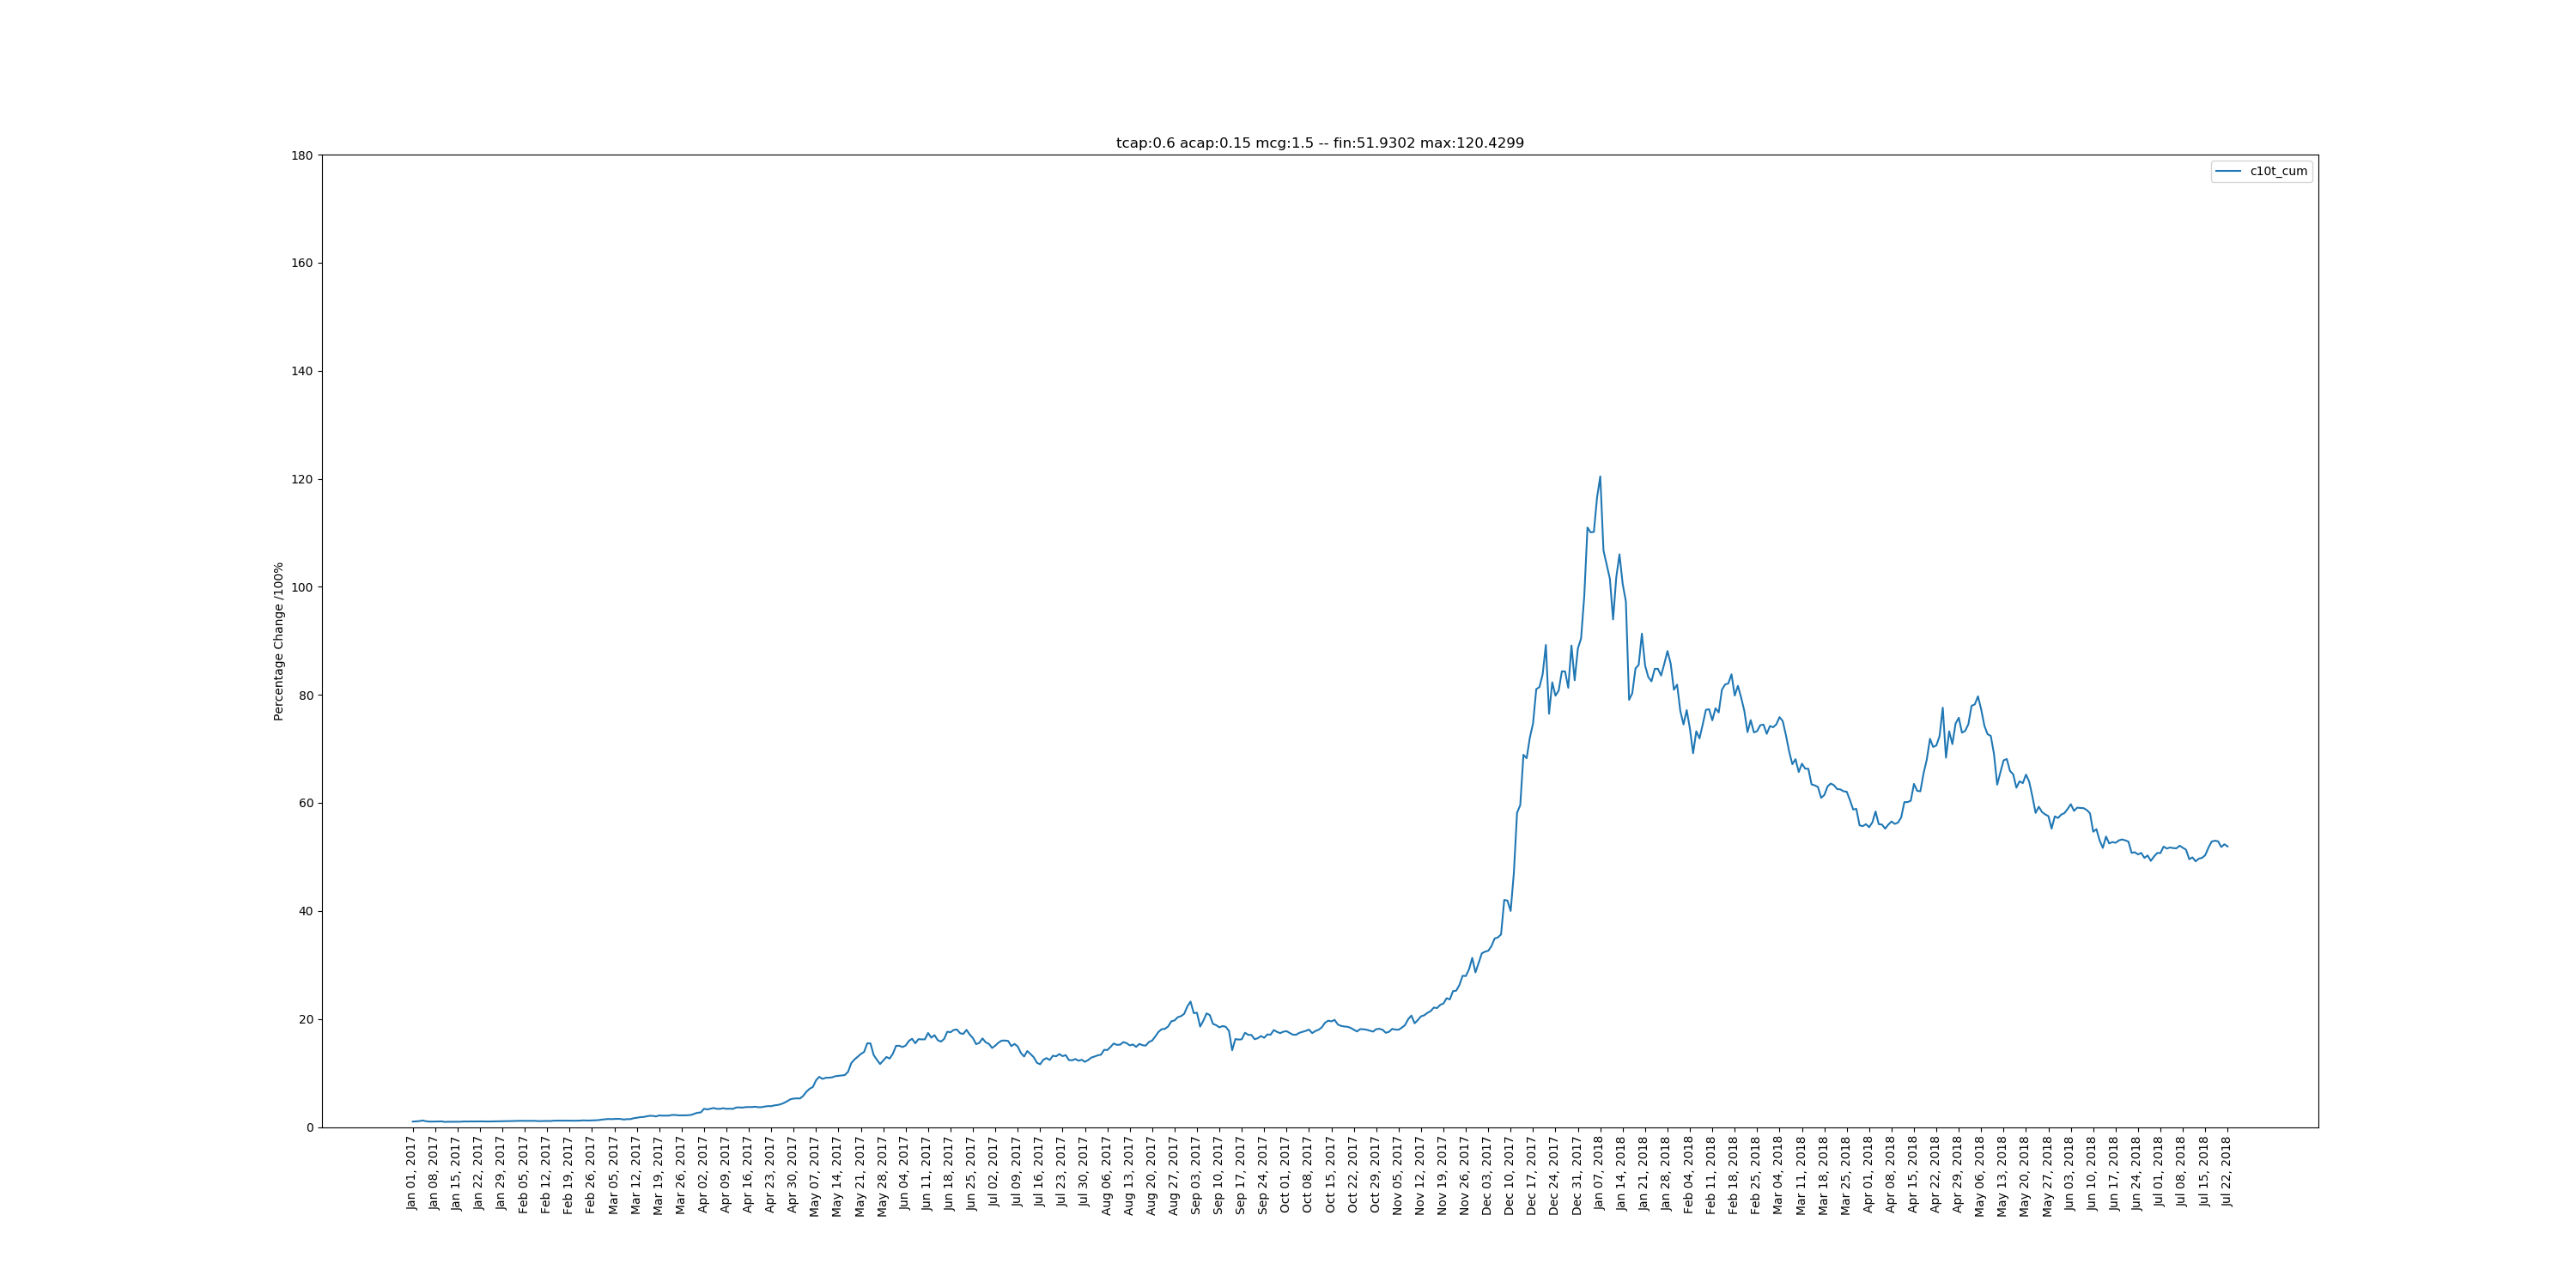 tcap:0.6 acap:0.15 mcg:1.5 -- fin:51.9302 max:120.4299
c10t_cum
Percentage Change /100%
180
160
140
120
100
80
60
40
20
0
Jan 01, 2017
Jan 08, 2017
Jan 15, 2017
Jan 22, 2017
Jan 29, 2017
Feb 05, 2017
Feb 12, 2017
Feb 19, 2017
Feb 26, 2017
Mar 05, 2017
Mar 12, 2017
Mar 19, 2017
Mar 26, 2017
Apr 02, 2017
Apr 09, 2017
Apr 16, 2017
Apr 23, 2017
Apr 30, 2017
May 07, 2017
May 14, 2017
May 21, 2017
May 28, 2017
Jun 04, 2017
Jun 11, 2017
Jun 18, 2017
Jun 25, 2017
Jul 02, 2017
Jul 09, 2017
Jul 16, 2017
Jul 23, 2017
Jul 30, 2017
Aug 06, 2017
Aug 13, 2017
Aug 20, 2017
Aug 27, 2017
Sep 03, 2017
Sep 10, 2017
Sep 17, 2017
Sep 24, 2017
Oct 01, 2017
Oct 08, 2017
Oct 15, 2017
Oct 22, 2017
Oct 29, 2017
Nov 05, 2017
Nov 12, 2017
Nov 19, 2017
Nov 26, 2017
Dec 03, 2017
Dec 10, 2017
Dec 17, 2017
Dec 24, 2017
Dec 31, 2017
Jan 07, 2018
Jan 14, 2018
Jan 21, 2018
Jan 28, 2018
Feb 04, 2018
Feb 11, 2018
Feb 18, 2018
Feb 25, 2018
Mar 04, 2018
Mar 11, 2018
Mar 18, 2018
Mar 25, 2018
Apr 01, 2018
Apr 08, 2018
Apr 15, 2018
Apr 22, 2018
Apr 29, 2018
May 06, 2018
May 13, 2018
May 20, 2018
May 27, 2018
Jun 03, 2018
Jun 10, 2018
Jun 17, 2018
Jun 24, 2018
Jul 01, 2018
Jul 08, 2018
Jul 15, 2018
Jul 22, 2018